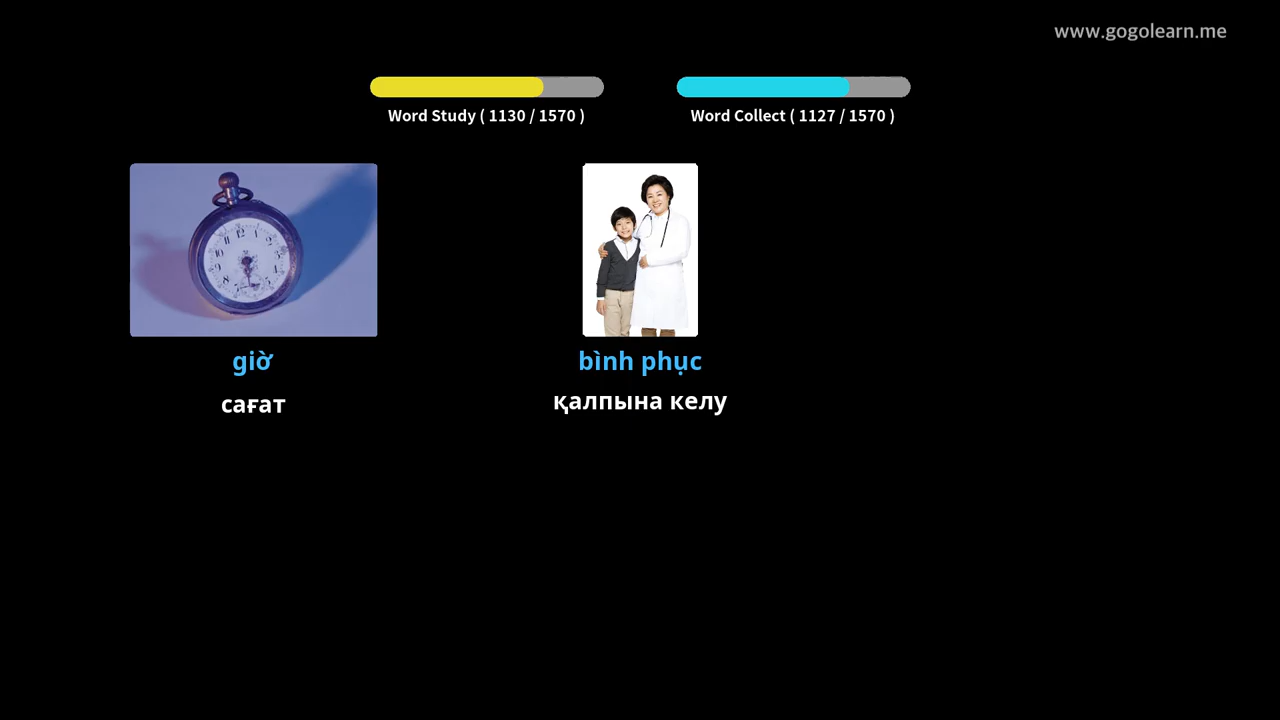 www.gogolearn.me
Word Study ( 1130 / 1570 )
Word Collect ( 1127 / 1570 )
giờ
сағат
bình phục
қалпына келу